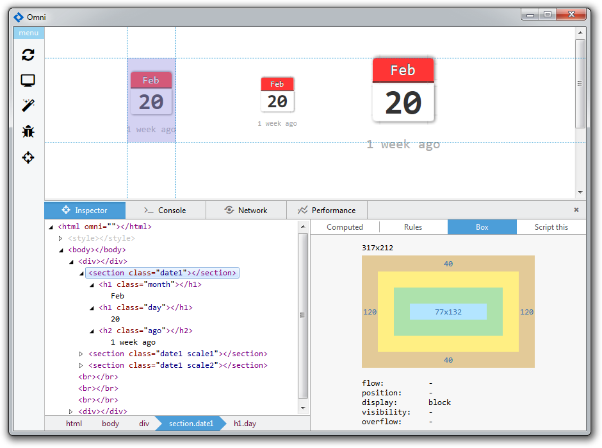 Omni
menu
Feb
20
1 week ago
Feb
20
1 week ago
Feb
20
1 week ago
Inspector
Console
Network
Performance
<html omni=""></html>
<style></style>
<body></body>
<div></div>
<section class="date1"></section>
<h1 class="month"></h1>
Feb
<h1 class="day"></h1>
20
<h2 class="ago"></h2>
1 week ago
<section class="date1 scale1"></section>
<section class="date1 scale2"></section>
<br></br>
<br></br>
<br></br>
<div></div>
html body div section.date1 h1.day
Computed Rules Box Script this
317x212
40
120 77x132 120
40
flow: -
position: -
display: block
visibility: -
overflow: -